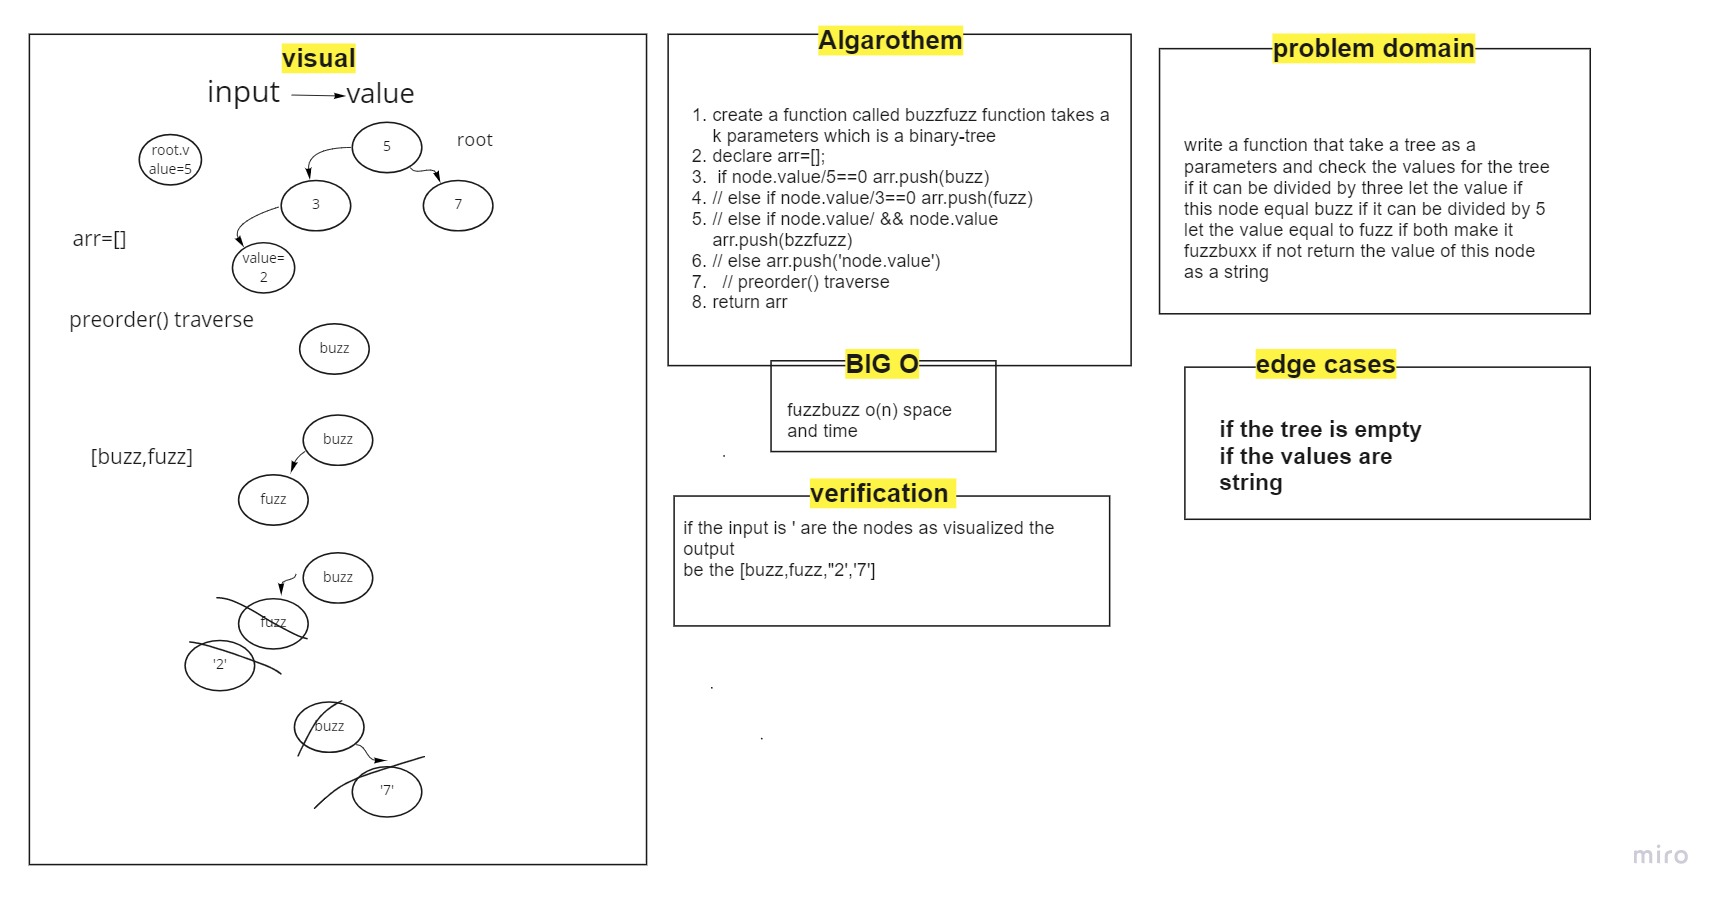 visual
input
value
root.v
alue=5
5
root
3
7
arr=[]
value=
2
preorder() traverse
buzz
buzz
[buzz,fuzz]
fuzz
buzz
fuzz
'2'
buzz
'7'
Algarothem
1. create a function called buzzfuzz function takes a
k parameters which is a binary-tree
2. declare arr=[];
3. if node.value/5==0 arr.push(buzz)
4. // else if node.value/3==0 arr.push(fuzz)
5. // else if node.value/ && node.value
arr.push(bzzfuzz)
6. // else arr.push('node.value')
7. // preorder() traverse
8. return arr
BIG O
fuzzbuzz o(n) space
and time
verification
if the input is ' are the nodes as visualized the
output
be the [buzz,fuzz,"2','7']
problem domain
write a function that take a tree as a
parameters and check the values for the tree
if it can be divided by three let the value if
this node equal buzz if it can be divided by 5
let the value equal to fuzz if both make it
fuzzbuxx if not return the value of this node
as a string
edge cases
if the tree is empty
if the values are
string
miro